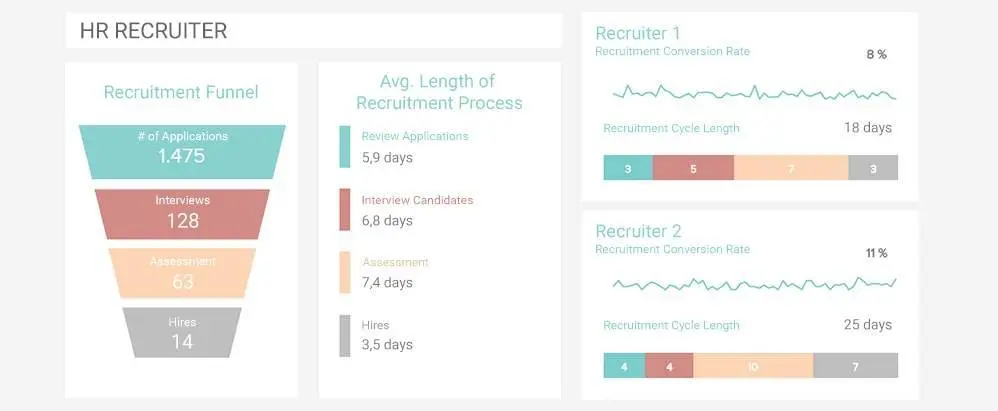 HR RECRUITER
Recruitment Funnel
# of Applications
1.475
Interviews
128
Assessment
63
Hires
14
Avg. Length of
Recruitment Process
Review Applications
5,9 days
Interview Candidates
6,8 days
Assessment
7,4 days
Hires
3,5 days
Recruiter 1
Recruitment Conversion Rate
8 %
Recruitment Cycle Length
18 days
3 5 7 3
Recruiter 2
Recruitment Conversion Rate
11 %
Recruitment Cycle Length
25 days
4 4 10 7